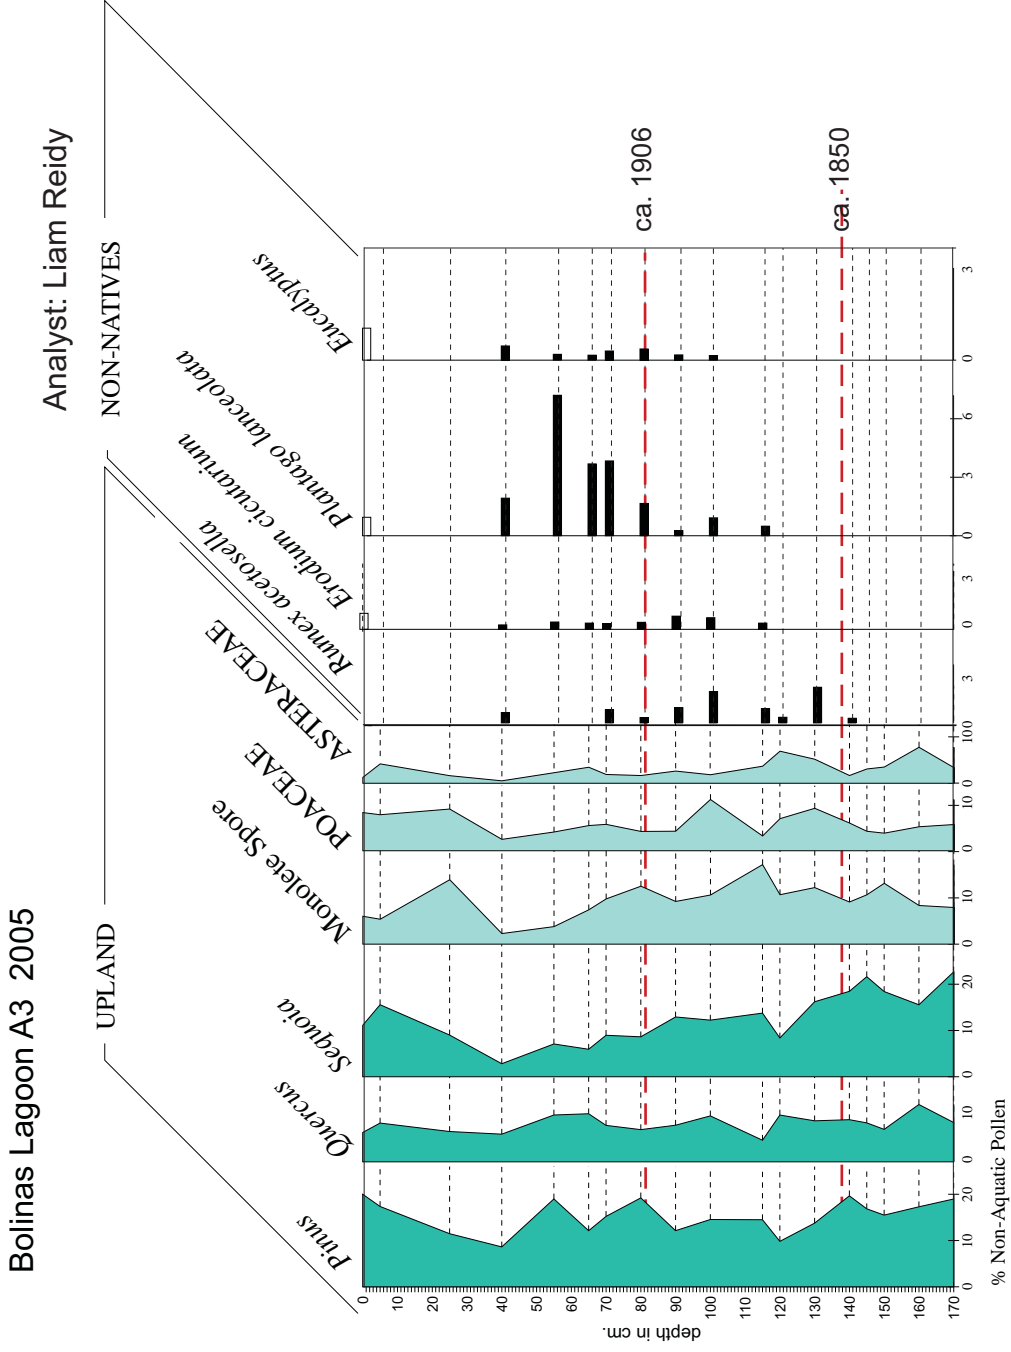 Bolinas Lagoon A3 2005
Analyst: Liam Reidy
UPLAND
NON-NATIVES
Pinus
Quercus
Sequoia
Monolete Spore
POACEAE
ASTERACEAE
Rumex acetosella
Erodium cicutarium
Plantago lanceolata
Eucalyptus
ca. 1906
ca. 1850
0
10
20
30
40
50
60
70
80
90
100
110
120
130
140
150
160
170
depth in cm.
0 10 20
0 10
0 10 20
0 10
0 10
0 10
0 3
0 3
0 3 6
0 3
% Non-Aquatic Pollen